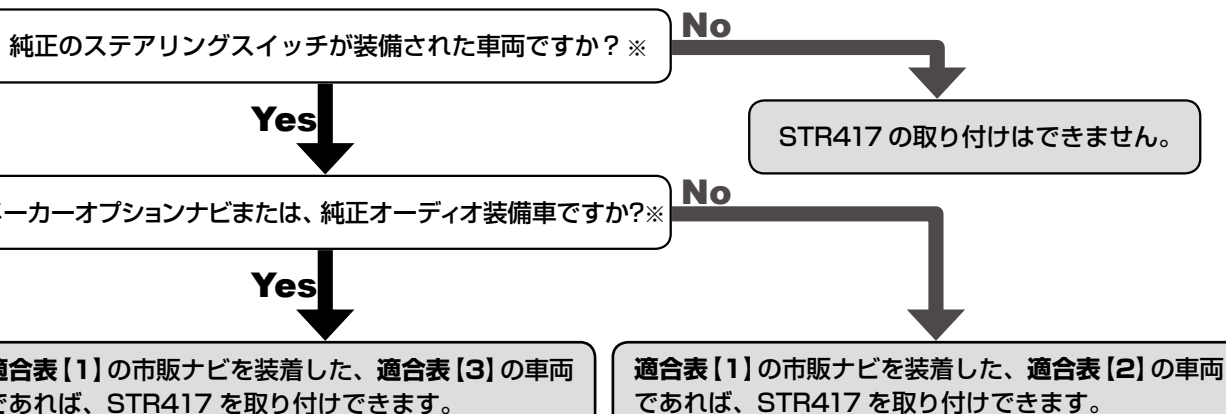 純正のステアリングスイッチが装備された車両ですか？※
No
Yes
STR417 の取り付けはできません。
ーカーオプションナビまたは、純正オーディオ装備車ですか?※
No
Yes
適合表【1】の市販ナビを装着した、適合表【3】の車両
であれば、STR417 を取り付けできます。
適合表【1】の市販ナビを装着した、適合表【2】の車両
であれば、STR417 を取り付けできます。